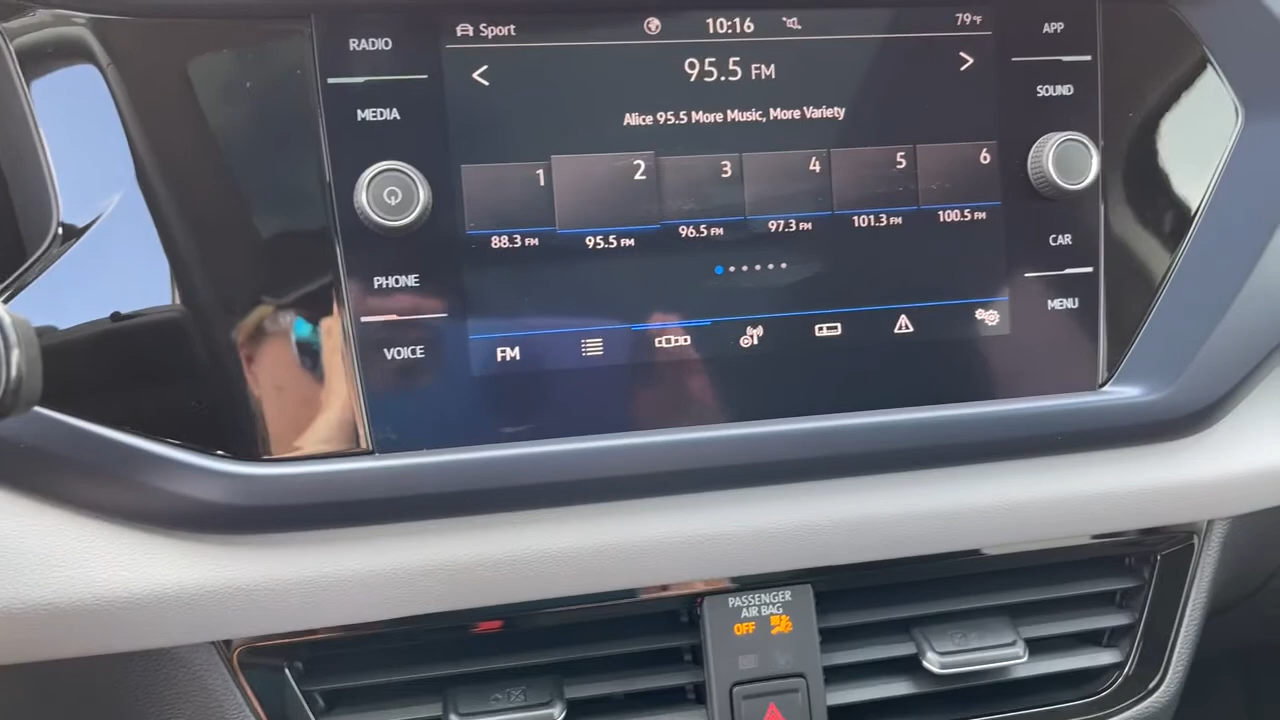 RADIO
MEDIA
PHONE
VOICE
Sport
10:16
79°F
95.5 FM
Alice 95.5 More Music, More Variety
1
2
3
4
5
6
88.3 FM
95.5 FM
96.5 FM
97.3 FM
101.3 FM
100.5 FM
FM
APP
SOUND
CAR
MENU
PASSENGER
AIR BAG
OFF